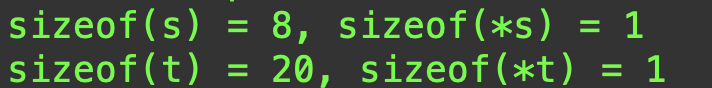 sizeof(s) = 8, sizeof(*s) = 1
sizeof(t) = 20, sizeof(*t) = 1